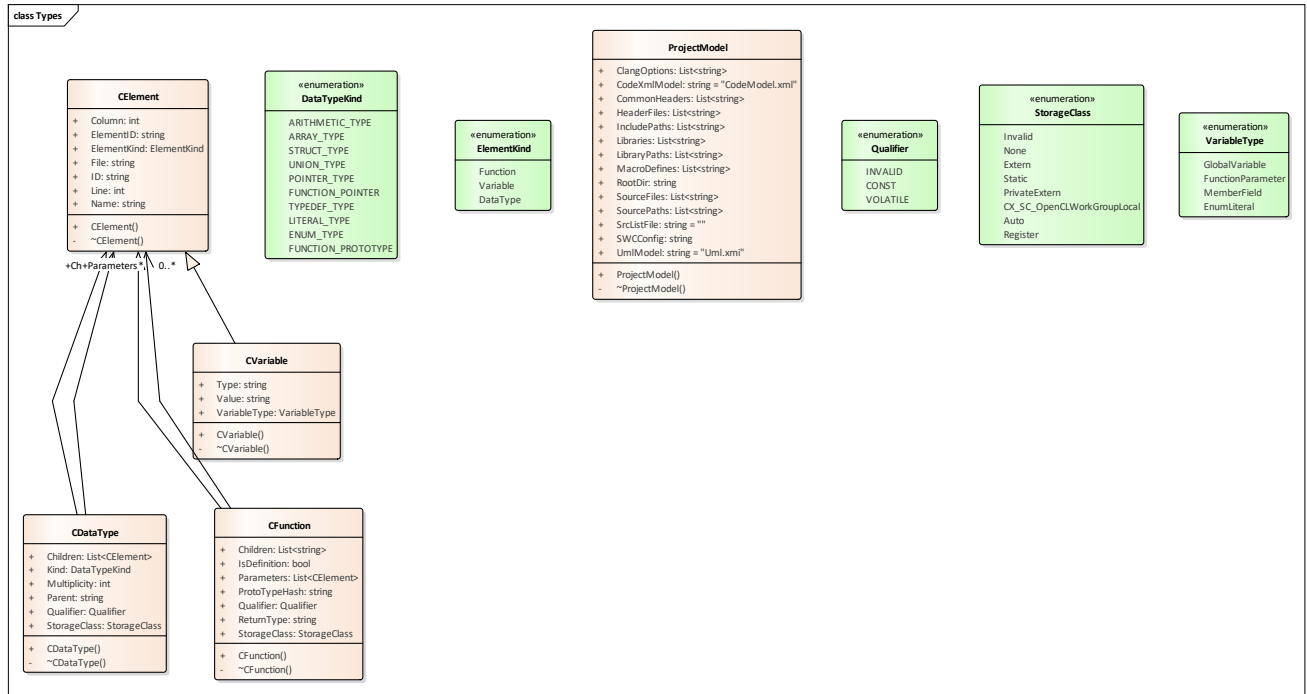 class Types
CElement
+ Column: int
+ ElementID: string
+ ElementKind: ElementKind
+ File: string
+ ID: string
+ Line: int
+ Name: string
+ CElement()
- ~CElement()
+Ch+Parameters*
0..*
«enumeration»
DataTypeKind
ARITHMETIC_TYPE
ARRAY_TYPE
STRUCT_TYPE
UNION_TYPE
POINTER_TYPE
FUNCTION_POINTER
TYPEDEF_TYPE
LITERAL_TYPE
ENUM_TYPE
FUNCTION_PROTOTYPE
«enumeration»
ElementKind
Function
Variable
DataType
ProjectModel
+ ClangOptions: List<string>
+ CodeXmlModel: string = "CodeModel.xml"
+ CommonHeaders: List<string>
+ HeaderFiles: List<string>
+ IncludePaths: List<string>
+ Libraries: List<string>
+ LibraryPaths: List<string>
+ MacroDefines: List<string>
+ RootDir: string
+ SourceFiles: List<string>
+ SourcePaths: List<string>
+ SrcListFile: string = ""
+ SWCConfig: string
+ UmlModel: string = "Uml.xmi"
+ ProjectModel()
- ~ProjectModel()
«enumeration»
Qualifier
INVALID
CONST
VOLATILE
«enumeration»
StorageClass
Invalid
None
Extern
Static
PrivateExtern
CX_SC_OpenCLWorkGroupLocal
Auto
Register
«enumeration»
VariableType
GlobalVariable
FunctionParameter
MemberField
EnumLiteral
CVariable
+ Type: string
+ Value: string
+ VariableType: VariableType
+ CVariable()
- ~CVariable()
CDataType
+ Children: List<CElement>
+ Kind: DataTypeKind
+ Multiplicity: int
+ Parent: string
+ Qualifier: Qualifier
+ StorageClass: StorageClass
+ CDataType()
- ~CDataType()
CFunction
+ Children: List<string>
+ IsDefinition: bool
+ Parameters: List<CElement>
+ ProtoTypeHash: string
+ Qualifier: Qualifier
+ ReturnType: string
+ StorageClass: StorageClass
+ CFunction()
- ~CFunction()